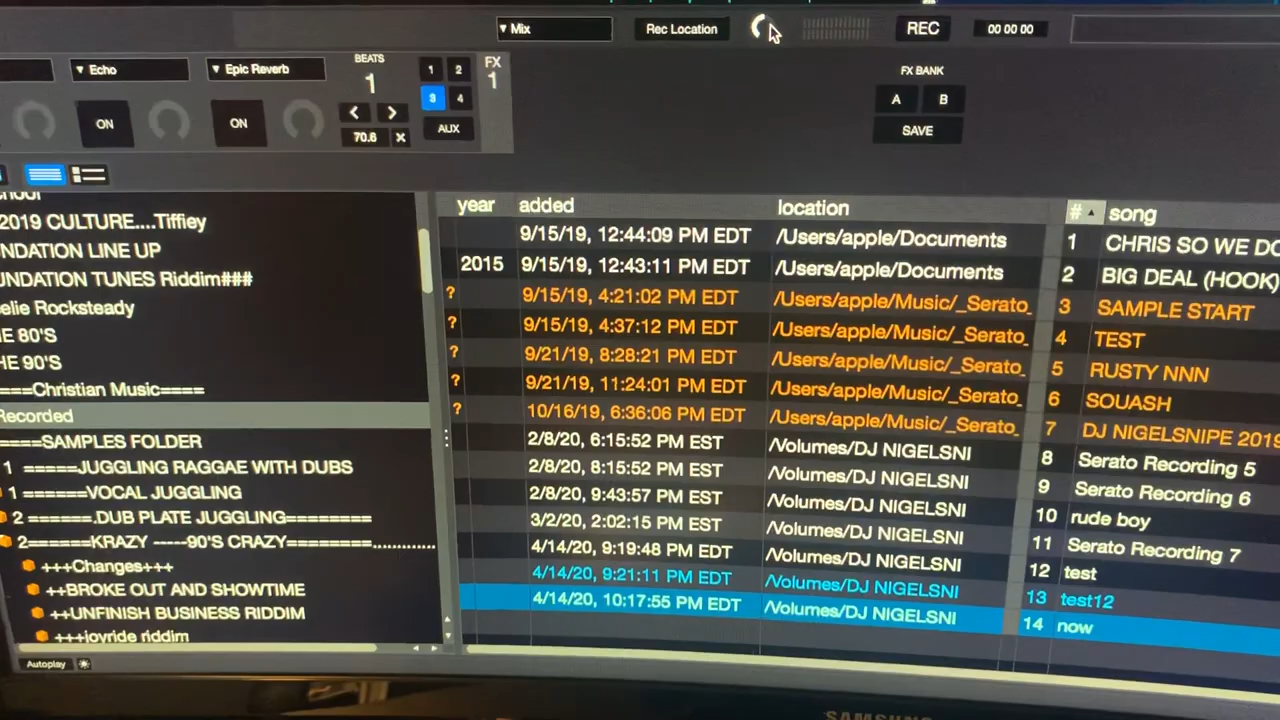 ▼ Mix Rec Location REC 00 00 00
▼ Echo ▼ Epic Reverb BEATS 1 1 2 3 4 FX 1
ON ON < > 70.6 X AUX
FX BANK
A B
SAVE
2019 CULTURE....Tiffiey
NDATION LINE UP
UNDATION TUNES Riddim###
elie Rocksteady
E 80'S
HE 90'S
====Christian Music====
Recorded
====SAMPLES FOLDER
1 =====JUGGLING RAGGAE WITH DUBS
1 ======VOCAL JUGGLING
2 ======.DUB PLATE JUGGLING========
2======KRAZY -----90'S CRAZY========............
+++Changes+++
++BROKE OUT AND SHOWTIME
++UNFINISH BUSINESS RIDDIM
+++joyride riddim
Autoplay
year added location # song
9/15/19, 12:44:09 PM EDT /Users/apple/Documents 1 CHRIS SO WE DO
2015 9/15/19, 12:43:11 PM EDT /Users/apple/Documents 2 BIG DEAL (HOOK)
? 9/15/19, 4:21:02 PM EDT /Users/apple/Music/_Serato_ 3 SAMPLE START
? 9/15/19, 4:37:12 PM EDT /Users/apple/Music/_Serato_ 4 TEST
? 9/21/19, 8:28:21 PM EDT /Users/apple/Music/_Serato_ 5 RUSTY NNN
? 9/21/19, 11:24:01 PM EDT /Users/apple/Music/_Serato_ 6 SOUASH
? 10/16/19, 6:36:06 PM EDT /Users/apple/Music/_Serato_ 7 DJ NIGELSNIPE 2019
2/8/20, 6:15:52 PM EST /Volumes/DJ NIGELSNI 8 Serato Recording 5
2/8/20, 8:15:52 PM EST /Volumes/DJ NIGELSNI 9 Serato Recording 6
2/8/20, 9:43:57 PM EST /Volumes/DJ NIGELSNI 10 rude boy
3/2/20, 2:02:15 PM EST /Volumes/DJ NIGELSNI 11 Serato Recording 7
4/14/20, 9:19:48 PM EDT /Volumes/DJ NIGELSNI 12 test
4/14/20, 9:21:11 PM EDT /Volumes/DJ NIGELSNI 13 test12
4/14/20, 10:17:55 PM EDT /Volumes/DJ NIGELSNI 14 now
SAMSUNG